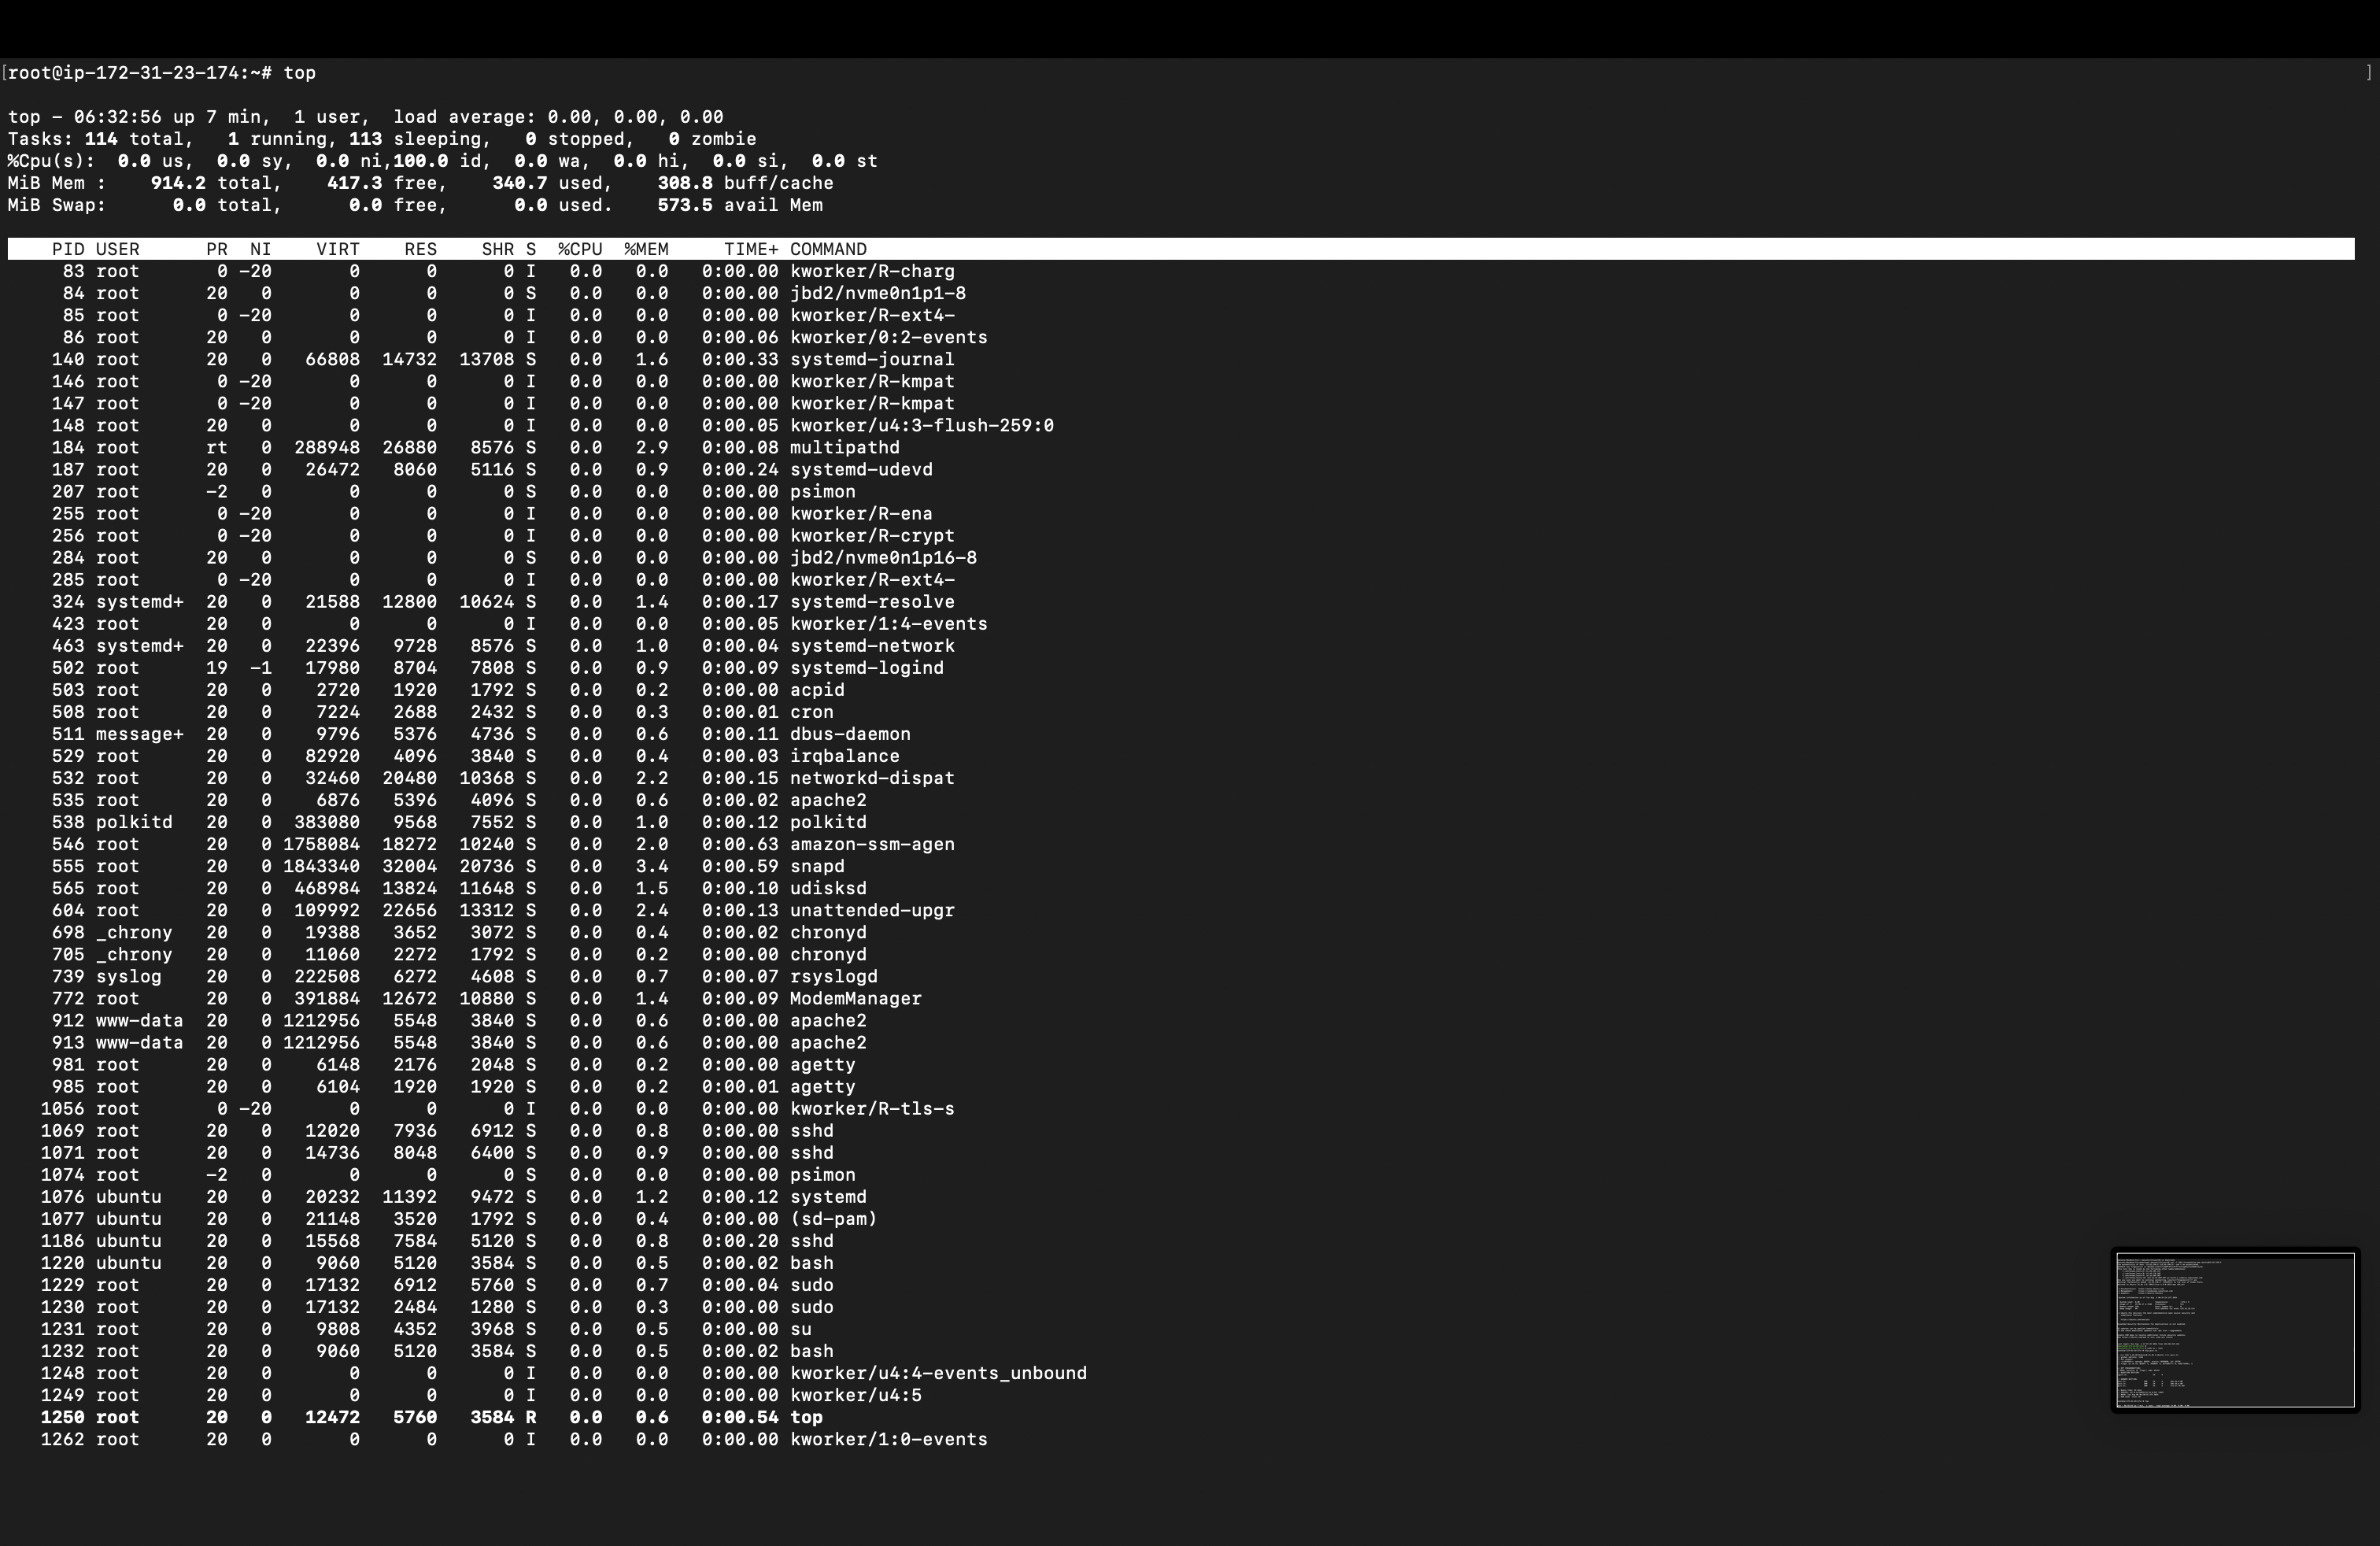 [root@ip-172-31-23-174:~# top ]
top - 06:32:56 up 7 min,  1 user,  load average: 0.00, 0.00, 0.00
Tasks: 114 total,   1 running, 113 sleeping,   0 stopped,   0 zombie
%Cpu(s):  0.0 us,  0.0 sy,  0.0 ni,100.0 id,  0.0 wa,  0.0 hi,  0.0 si,  0.0 st
MiB Mem :    914.2 total,    417.3 free,    340.7 used,    308.8 buff/cache
MiB Swap:      0.0 total,      0.0 free,      0.0 used.    573.5 avail Mem
PID USER PR NI VIRT RES SHR S %CPU %MEM TIME+ COMMAND
83 root 0 -20 0 0 0 I 0.0 0.0 0:00.00 kworker/R-charg
84 root 20 0 0 0 0 S 0.0 0.0 0:00.00 jbd2/nvme0n1p1-8
85 root 0 -20 0 0 0 I 0.0 0.0 0:00.00 kworker/R-ext4-
86 root 20 0 0 0 0 I 0.0 0.0 0:00.06 kworker/0:2-events
140 root 20 0 66808 14732 13708 S 0.0 1.6 0:00.33 systemd-journal
146 root 0 -20 0 0 0 I 0.0 0.0 0:00.00 kworker/R-kmpat
147 root 0 -20 0 0 0 I 0.0 0.0 0:00.00 kworker/R-kmpat
148 root 20 0 0 0 0 I 0.0 0.0 0:00.05 kworker/u4:3-flush-259:0
184 root rt 0 288948 26880 8576 S 0.0 2.9 0:00.08 multipathd
187 root 20 0 26472 8060 5116 S 0.0 0.9 0:00.24 systemd-udevd
207 root -2 0 0 0 0 S 0.0 0.0 0:00.00 psimon
255 root 0 -20 0 0 0 I 0.0 0.0 0:00.00 kworker/R-ena
256 root 0 -20 0 0 0 I 0.0 0.0 0:00.00 kworker/R-crypt
284 root 20 0 0 0 0 S 0.0 0.0 0:00.00 jbd2/nvme0n1p16-8
285 root 0 -20 0 0 0 I 0.0 0.0 0:00.00 kworker/R-ext4-
324 systemd+ 20 0 21588 12800 10624 S 0.0 1.4 0:00.17 systemd-resolve
423 root 20 0 0 0 0 I 0.0 0.0 0:00.05 kworker/1:4-events
463 systemd+ 20 0 22396 9728 8576 S 0.0 1.0 0:00.04 systemd-network
502 root 19 -1 17980 8704 7808 S 0.0 0.9 0:00.09 systemd-logind
503 root 20 0 2720 1920 1792 S 0.0 0.2 0:00.00 acpid
508 root 20 0 7224 2688 2432 S 0.0 0.3 0:00.01 cron
511 message+ 20 0 9796 5376 4736 S 0.0 0.6 0:00.11 dbus-daemon
529 root 20 0 82920 4096 3840 S 0.0 0.4 0:00.03 irqbalance
532 root 20 0 32460 20480 10368 S 0.0 2.2 0:00.15 networkd-dispat
535 root 20 0 6876 5396 4096 S 0.0 0.6 0:00.02 apache2
538 polkitd 20 0 383080 9568 7552 S 0.0 1.0 0:00.12 polkitd
546 root 20 0 1758084 18272 10240 S 0.0 2.0 0:00.63 amazon-ssm-agen
555 root 20 0 1843340 32004 20736 S 0.0 3.4 0:00.59 snapd
565 root 20 0 468984 13824 11648 S 0.0 1.5 0:00.10 udisksd
604 root 20 0 109992 22656 13312 S 0.0 2.4 0:00.13 unattended-upgr
698 _chrony 20 0 19388 3652 3072 S 0.0 0.4 0:00.02 chronyd
705 _chrony 20 0 11060 2272 1792 S 0.0 0.2 0:00.00 chronyd
739 syslog 20 0 222508 6272 4608 S 0.0 0.7 0:00.07 rsyslogd
772 root 20 0 391884 12672 10880 S 0.0 1.4 0:00.09 ModemManager
912 www-data 20 0 1212956 5548 3840 S 0.0 0.6 0:00.00 apache2
913 www-data 20 0 1212956 5548 3840 S 0.0 0.6 0:00.00 apache2
981 root 20 0 6148 2176 2048 S 0.0 0.2 0:00.00 agetty
985 root 20 0 6104 1920 1920 S 0.0 0.2 0:00.01 agetty
1056 root 0 -20 0 0 0 I 0.0 0.0 0:00.00 kworker/R-tls-s
1069 root 20 0 12020 7936 6912 S 0.0 0.8 0:00.00 sshd
1071 root 20 0 14736 8048 6400 S 0.0 0.9 0:00.00 sshd
1074 root -2 0 0 0 0 S 0.0 0.0 0:00.00 psimon
1076 ubuntu 20 0 20232 11392 9472 S 0.0 1.2 0:00.12 systemd
1077 ubuntu 20 0 21148 3520 1792 S 0.0 0.4 0:00.00 (sd-pam)
1186 ubuntu 20 0 15568 7584 5120 S 0.0 0.8 0:00.20 sshd
1220 ubuntu 20 0 9060 5120 3584 S 0.0 0.5 0:00.02 bash
1229 root 20 0 17132 6912 5760 S 0.0 0.7 0:00.04 sudo
1230 root 20 0 17132 2484 1280 S 0.0 0.3 0:00.00 sudo
1231 root 20 0 9808 4352 3968 S 0.0 0.5 0:00.00 su
1232 root 20 0 9060 5120 3584 S 0.0 0.5 0:00.02 bash
1248 root 20 0 0 0 0 I 0.0 0.0 0:00.00 kworker/u4:4-events_unbound
1249 root 20 0 0 0 0 I 0.0 0.0 0:00.00 kworker/u4:5
1250 root 20 0 12472 5760 3584 R 0.0 0.6 0:00.54 top
1262 root 20 0 0 0 0 I 0.0 0.0 0:00.00 kworker/1:0-events